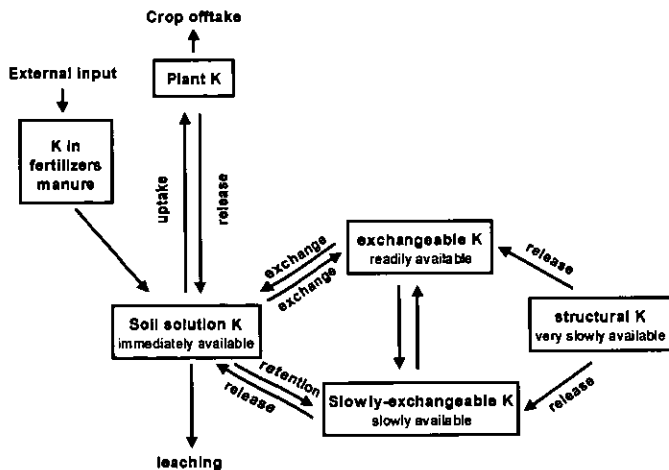 Crop offtake
External input
Plant K
K in
fertilizers
manure
uptake
release
exchange
exchange
exchangeable K
readily available
release
Soil solution K
immediately available
structural K
very slowly available
retention
release
Slowly-exchangeable K
slowly available
release
leaching